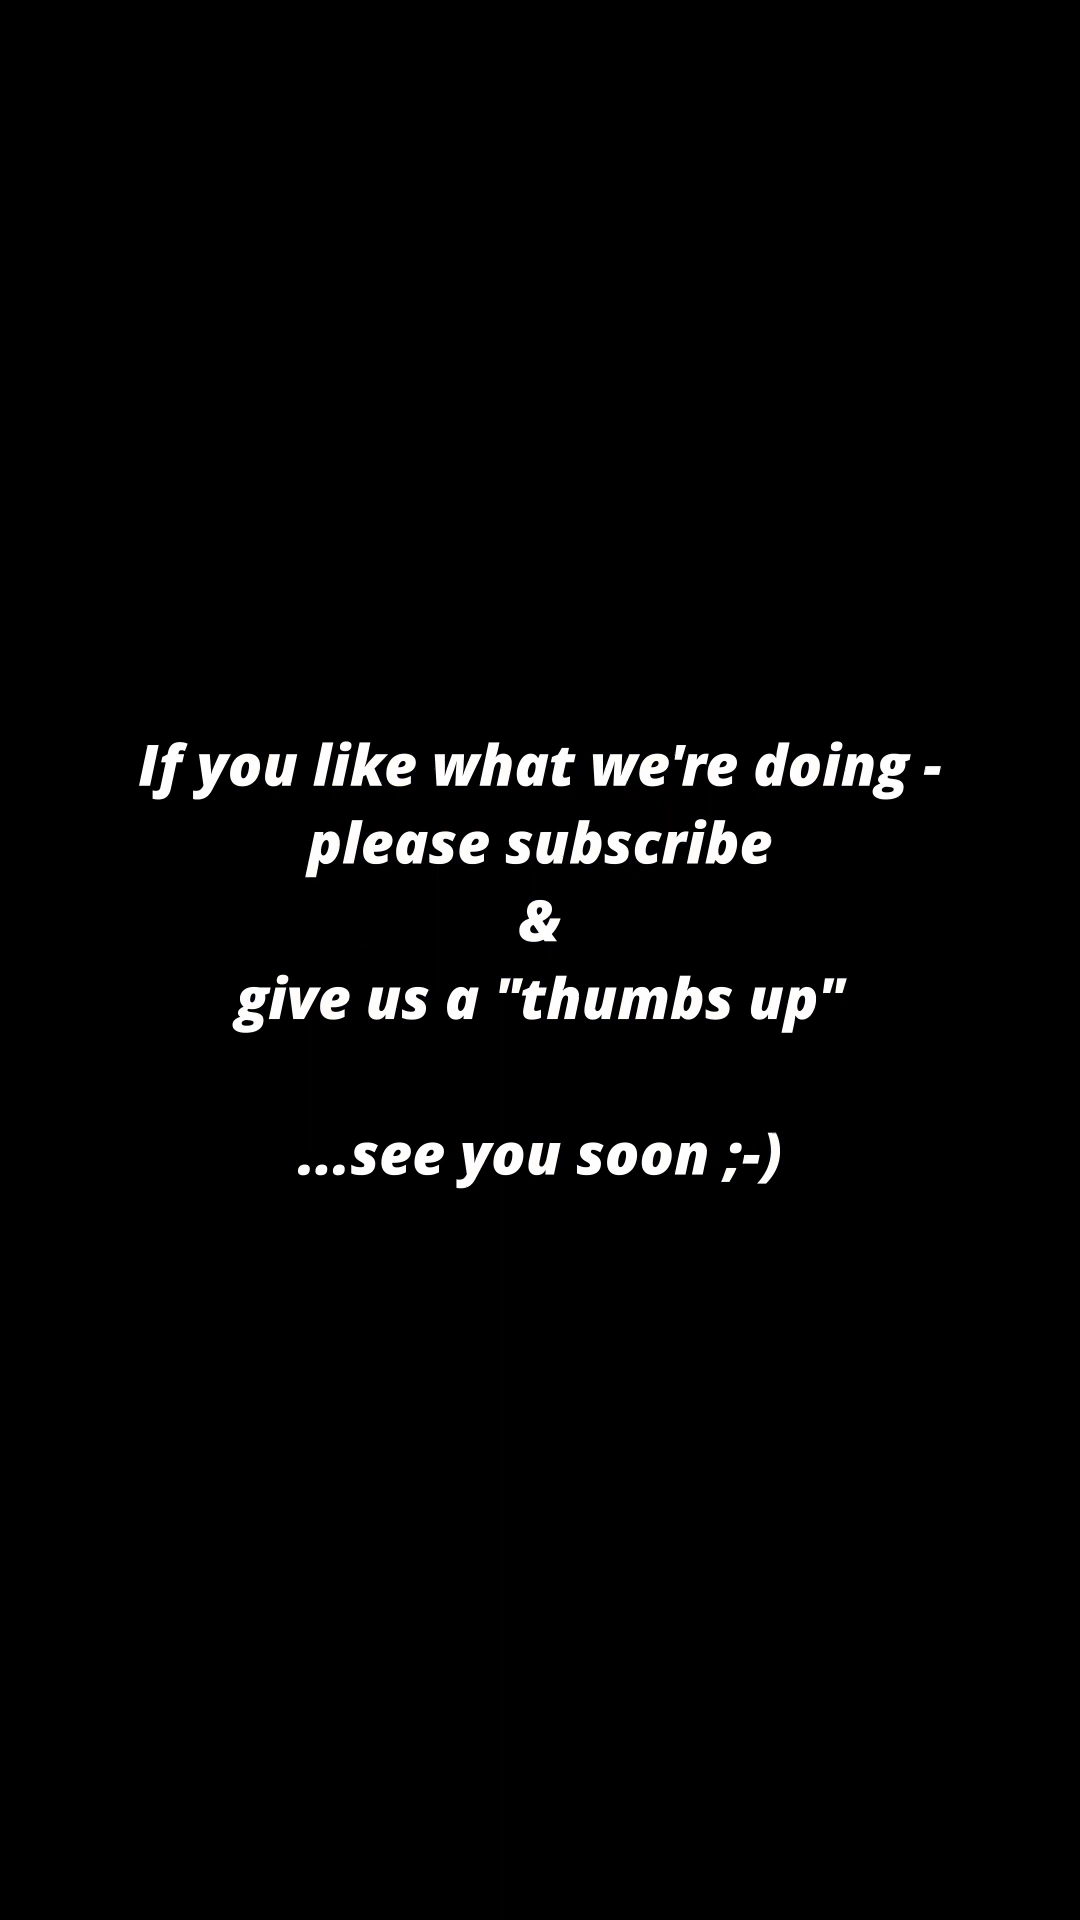 If you like what we're doing -
please subscribe
&
give us a "thumbs up"
...see you soon ;-)